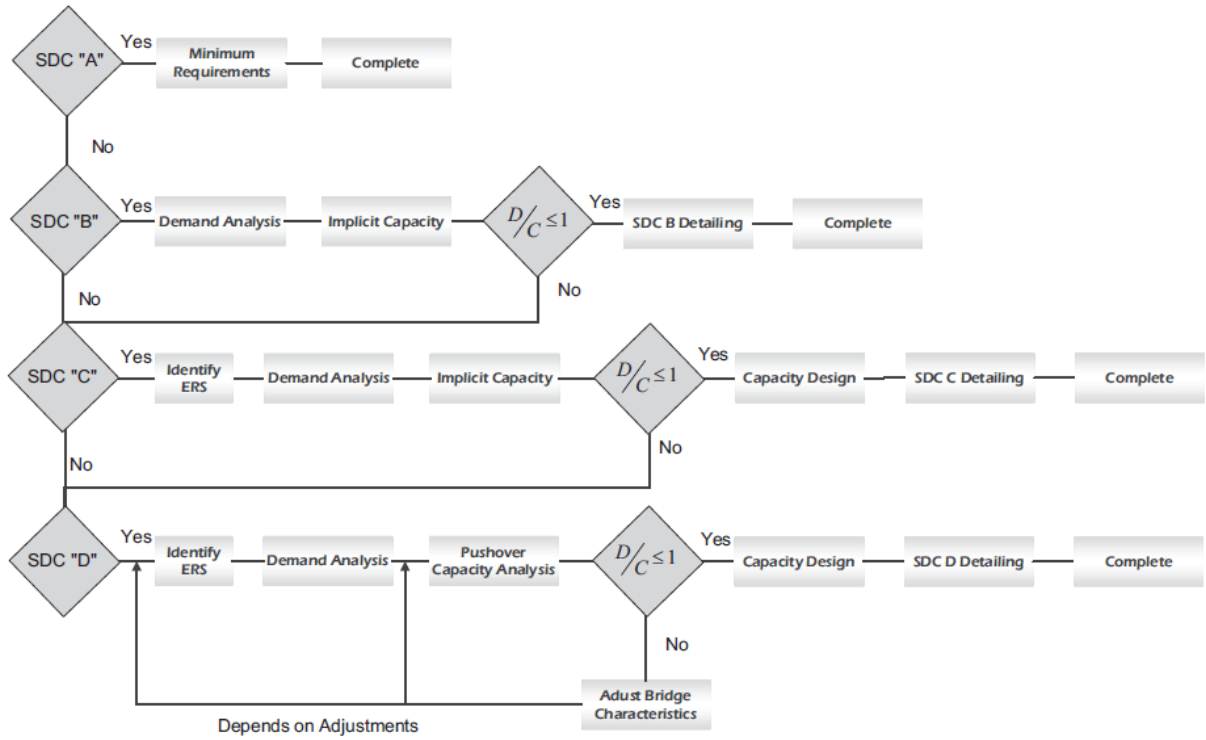 SDC "A"
Yes
Minimum
Requirements
Complete
No
SDC "B"
Yes
Demand Analysis
Implicit Capacity
D/C ≤ 1
Yes
SDC B Detailing
Complete
No
No
SDC "C"
Yes
Identify
ERS
Demand Analysis
Implicit Capacity
D/C ≤ 1
Yes
Capacity Design
SDC C Detailing
Complete
No
No
SDC "D"
Yes
Identify
ERS
Demand Analysis
Pushover
Capacity Analysis
D/C ≤ 1
Yes
Capacity Design
SDC D Detailing
Complete
No
Adust Bridge
Characteristics
Depends on Adjustments